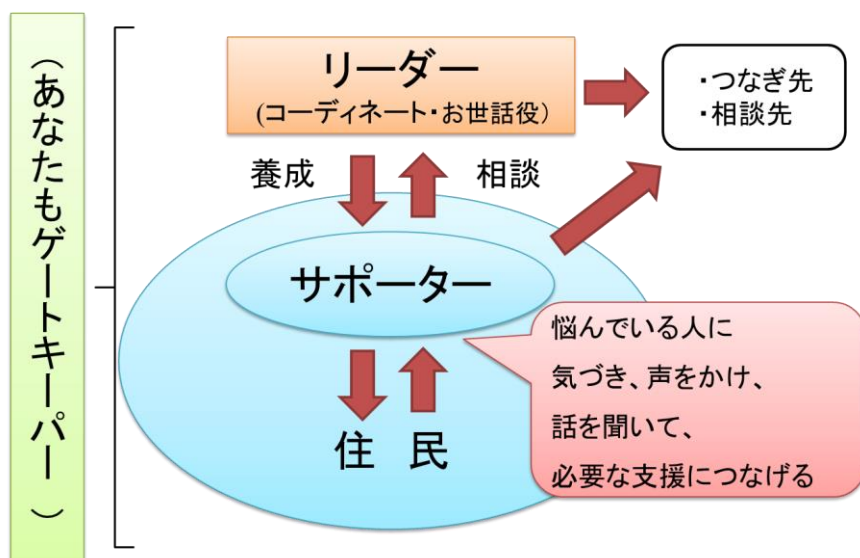 （あなたもゲートキーパー）
リーダー
(コーディネート・お世話役）
・つなぎ先
・相談先
養成
相談
サポーター
悩んでいる人に
気づき、声をかけ、
話を聞いて、
必要な支援につなげる
住　民